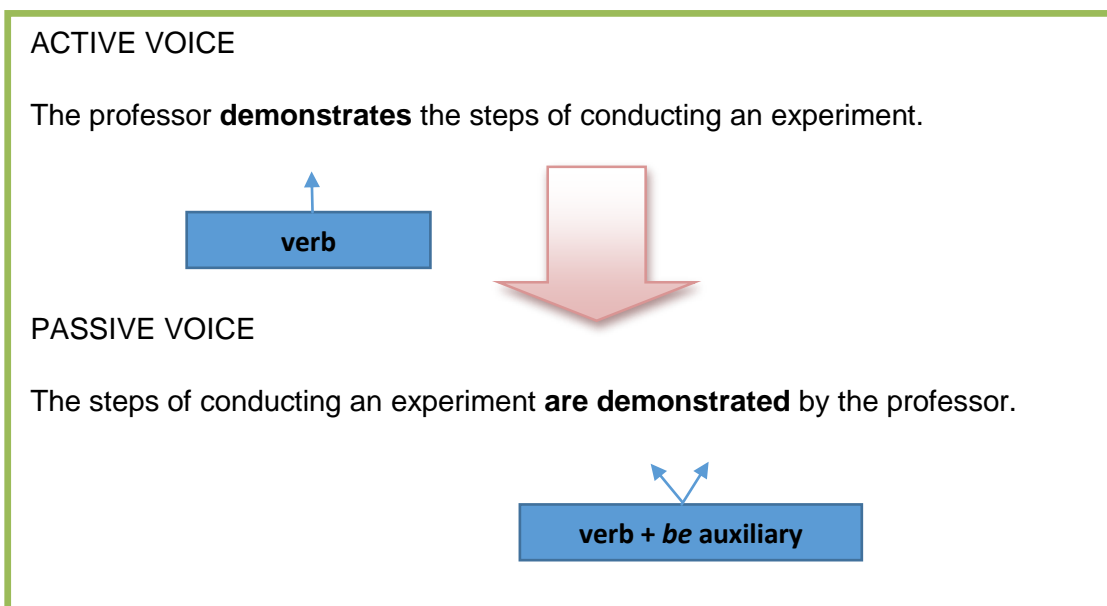 ACTIVE VOICE
The professor demonstrates the steps of conducting an experiment.
verb
PASSIVE VOICE
The steps of conducting an experiment are demonstrated by the professor.
verb + be auxiliary